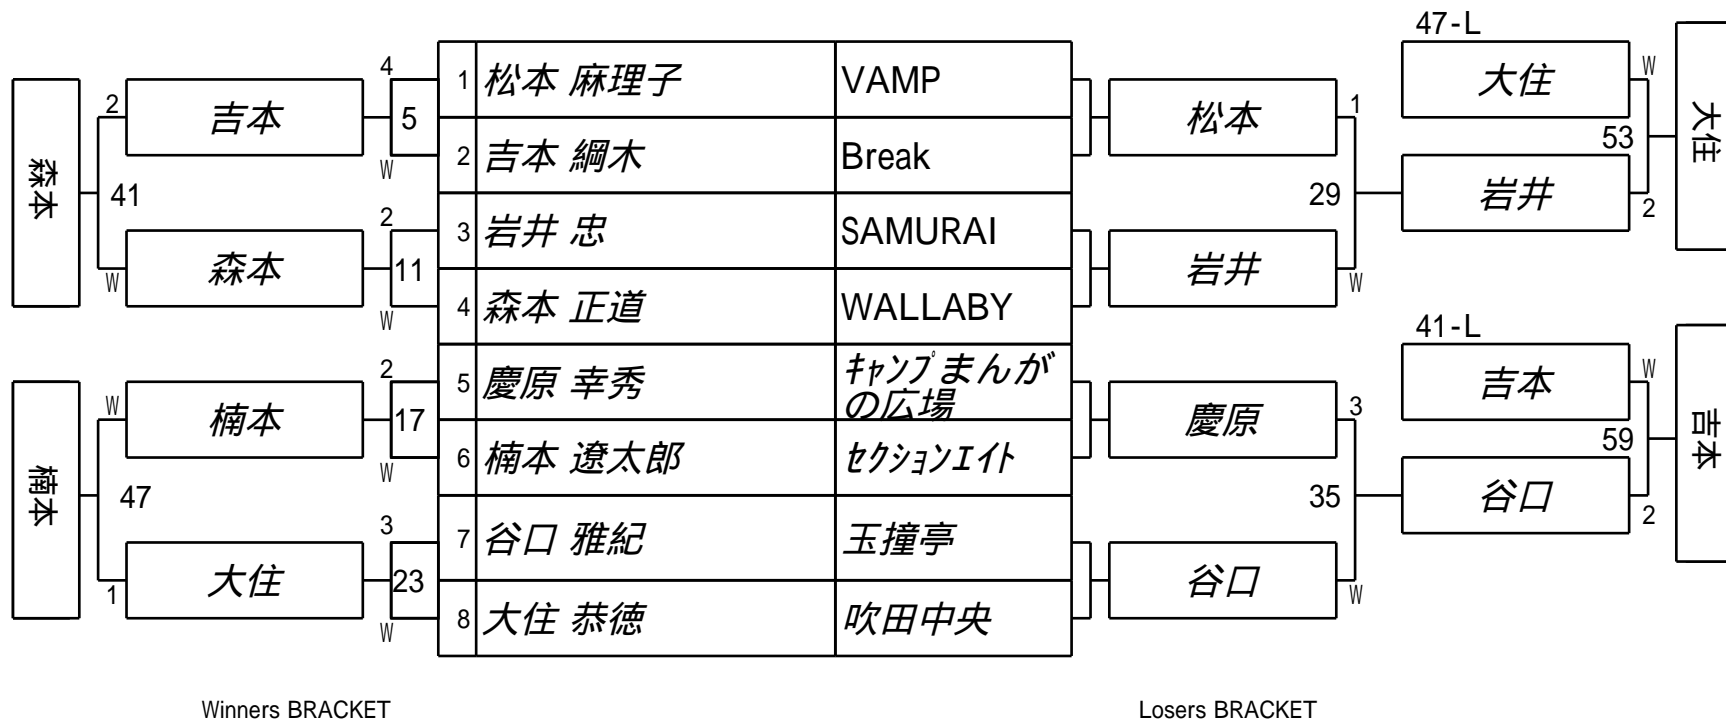 47-L
4
1 松本 麻理子 VAMP
大住
W
2
吉本
5
松本
1
大住
2 吉本 綱木 Break
53
W
森本
41
岩井
29
2
2
3 岩井 忠 SAMURAI
森本
11
岩井
W
W
4 森本 正道 WALLABY
W
41-L
2
5 慶原 幸秀 キャンプまんが
の広場
吉本
W
W
楠本
17
慶原
3
吉本
59
6 楠本 遼太郎 セクションエイト
W
楠本
47
谷口
35
2
3
7 谷口 雅紀 玉撞亭
大住
23
谷口
1
W
8 大住 恭徳 吹田中央
W
Winners BRACKET
Losers BRACKET